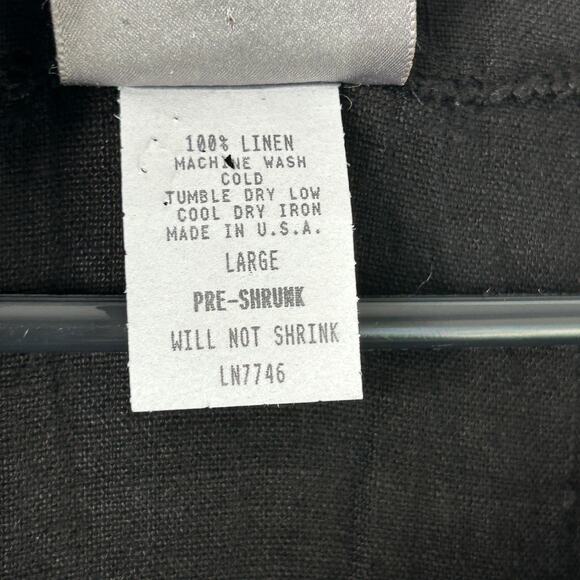 100% LINEN
MACHINE WASH
COLD
TUMBLE DRY LOW
COOL DRY IRON
MADE IN U.S.A.
LARGE
PRE-SHRUNK
WILL NOT SHRINK
LN7746